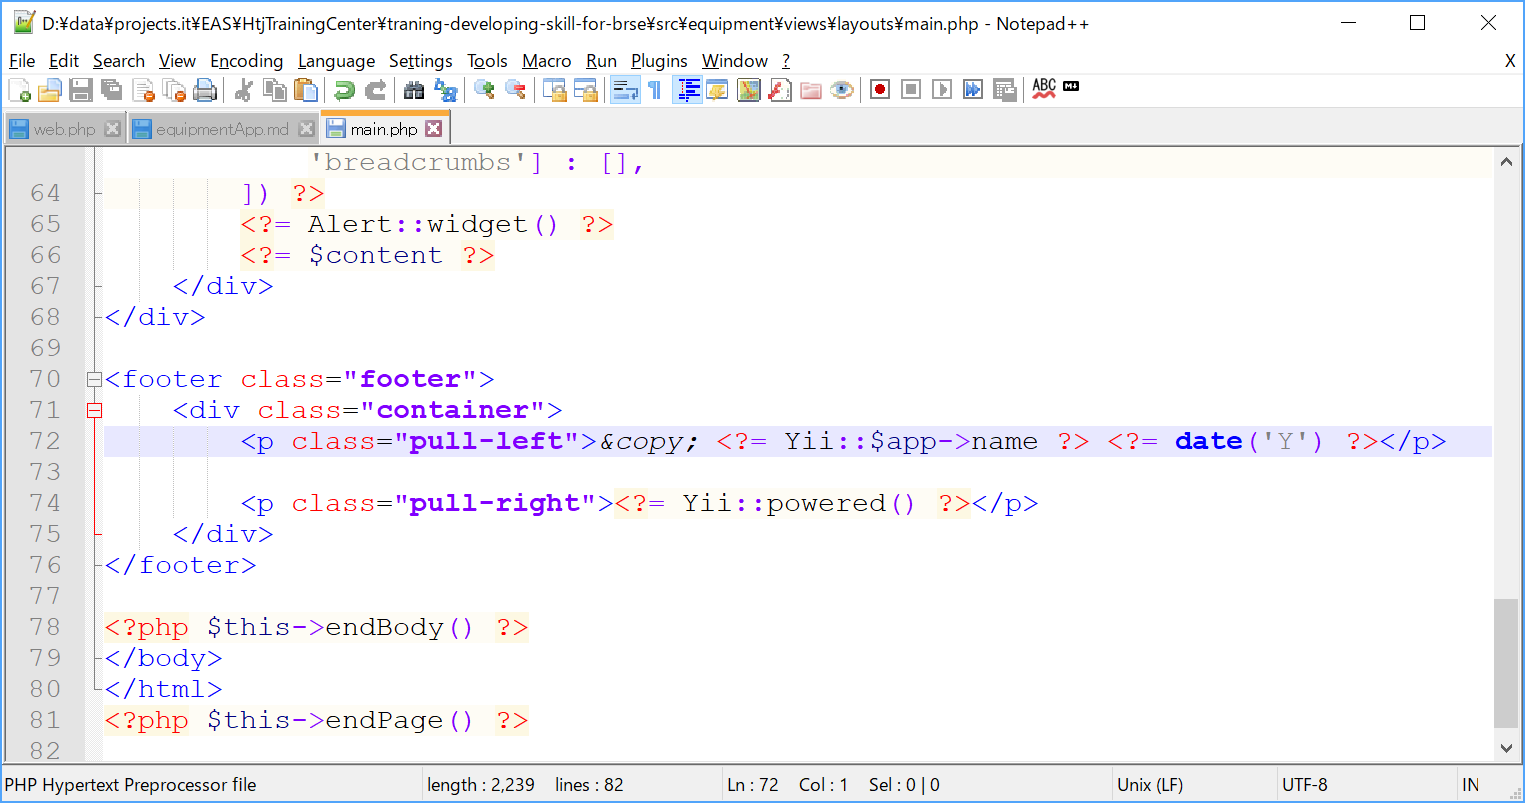 D:¥data¥projects.it¥EAS¥HtjTrainingCenter¥traning-developing-skill-for-brse¥src¥equipment¥views¥layouts¥main.php - Notepad++
File Edit Search View Encoding Language Settings Tools Macro Run Plugins Window ? X
ABC
web.php equipmentApp.md main.php
'breadcrumbs'] : [],
64 ]) ?>
65 <?= Alert::widget() ?>
66 <?= $content ?>
67 </div>
68 </div>
69
70 <footer class="footer">
71 <div class="container">
72 <p class="pull-left">&copy; <?= Yii::$app->name ?> <?= date('Y') ?></p>
73
74 <p class="pull-right"><?= Yii::powered() ?></p>
75 </div>
76 </footer>
77
78 <?php $this->endBody() ?>
79 </body>
80 </html>
81 <?php $this->endPage() ?>
82
PHP Hypertext Preprocessor file length : 2,239 lines : 82 Ln : 72 Col : 1 Sel : 0 | 0 Unix (LF) UTF-8 IN